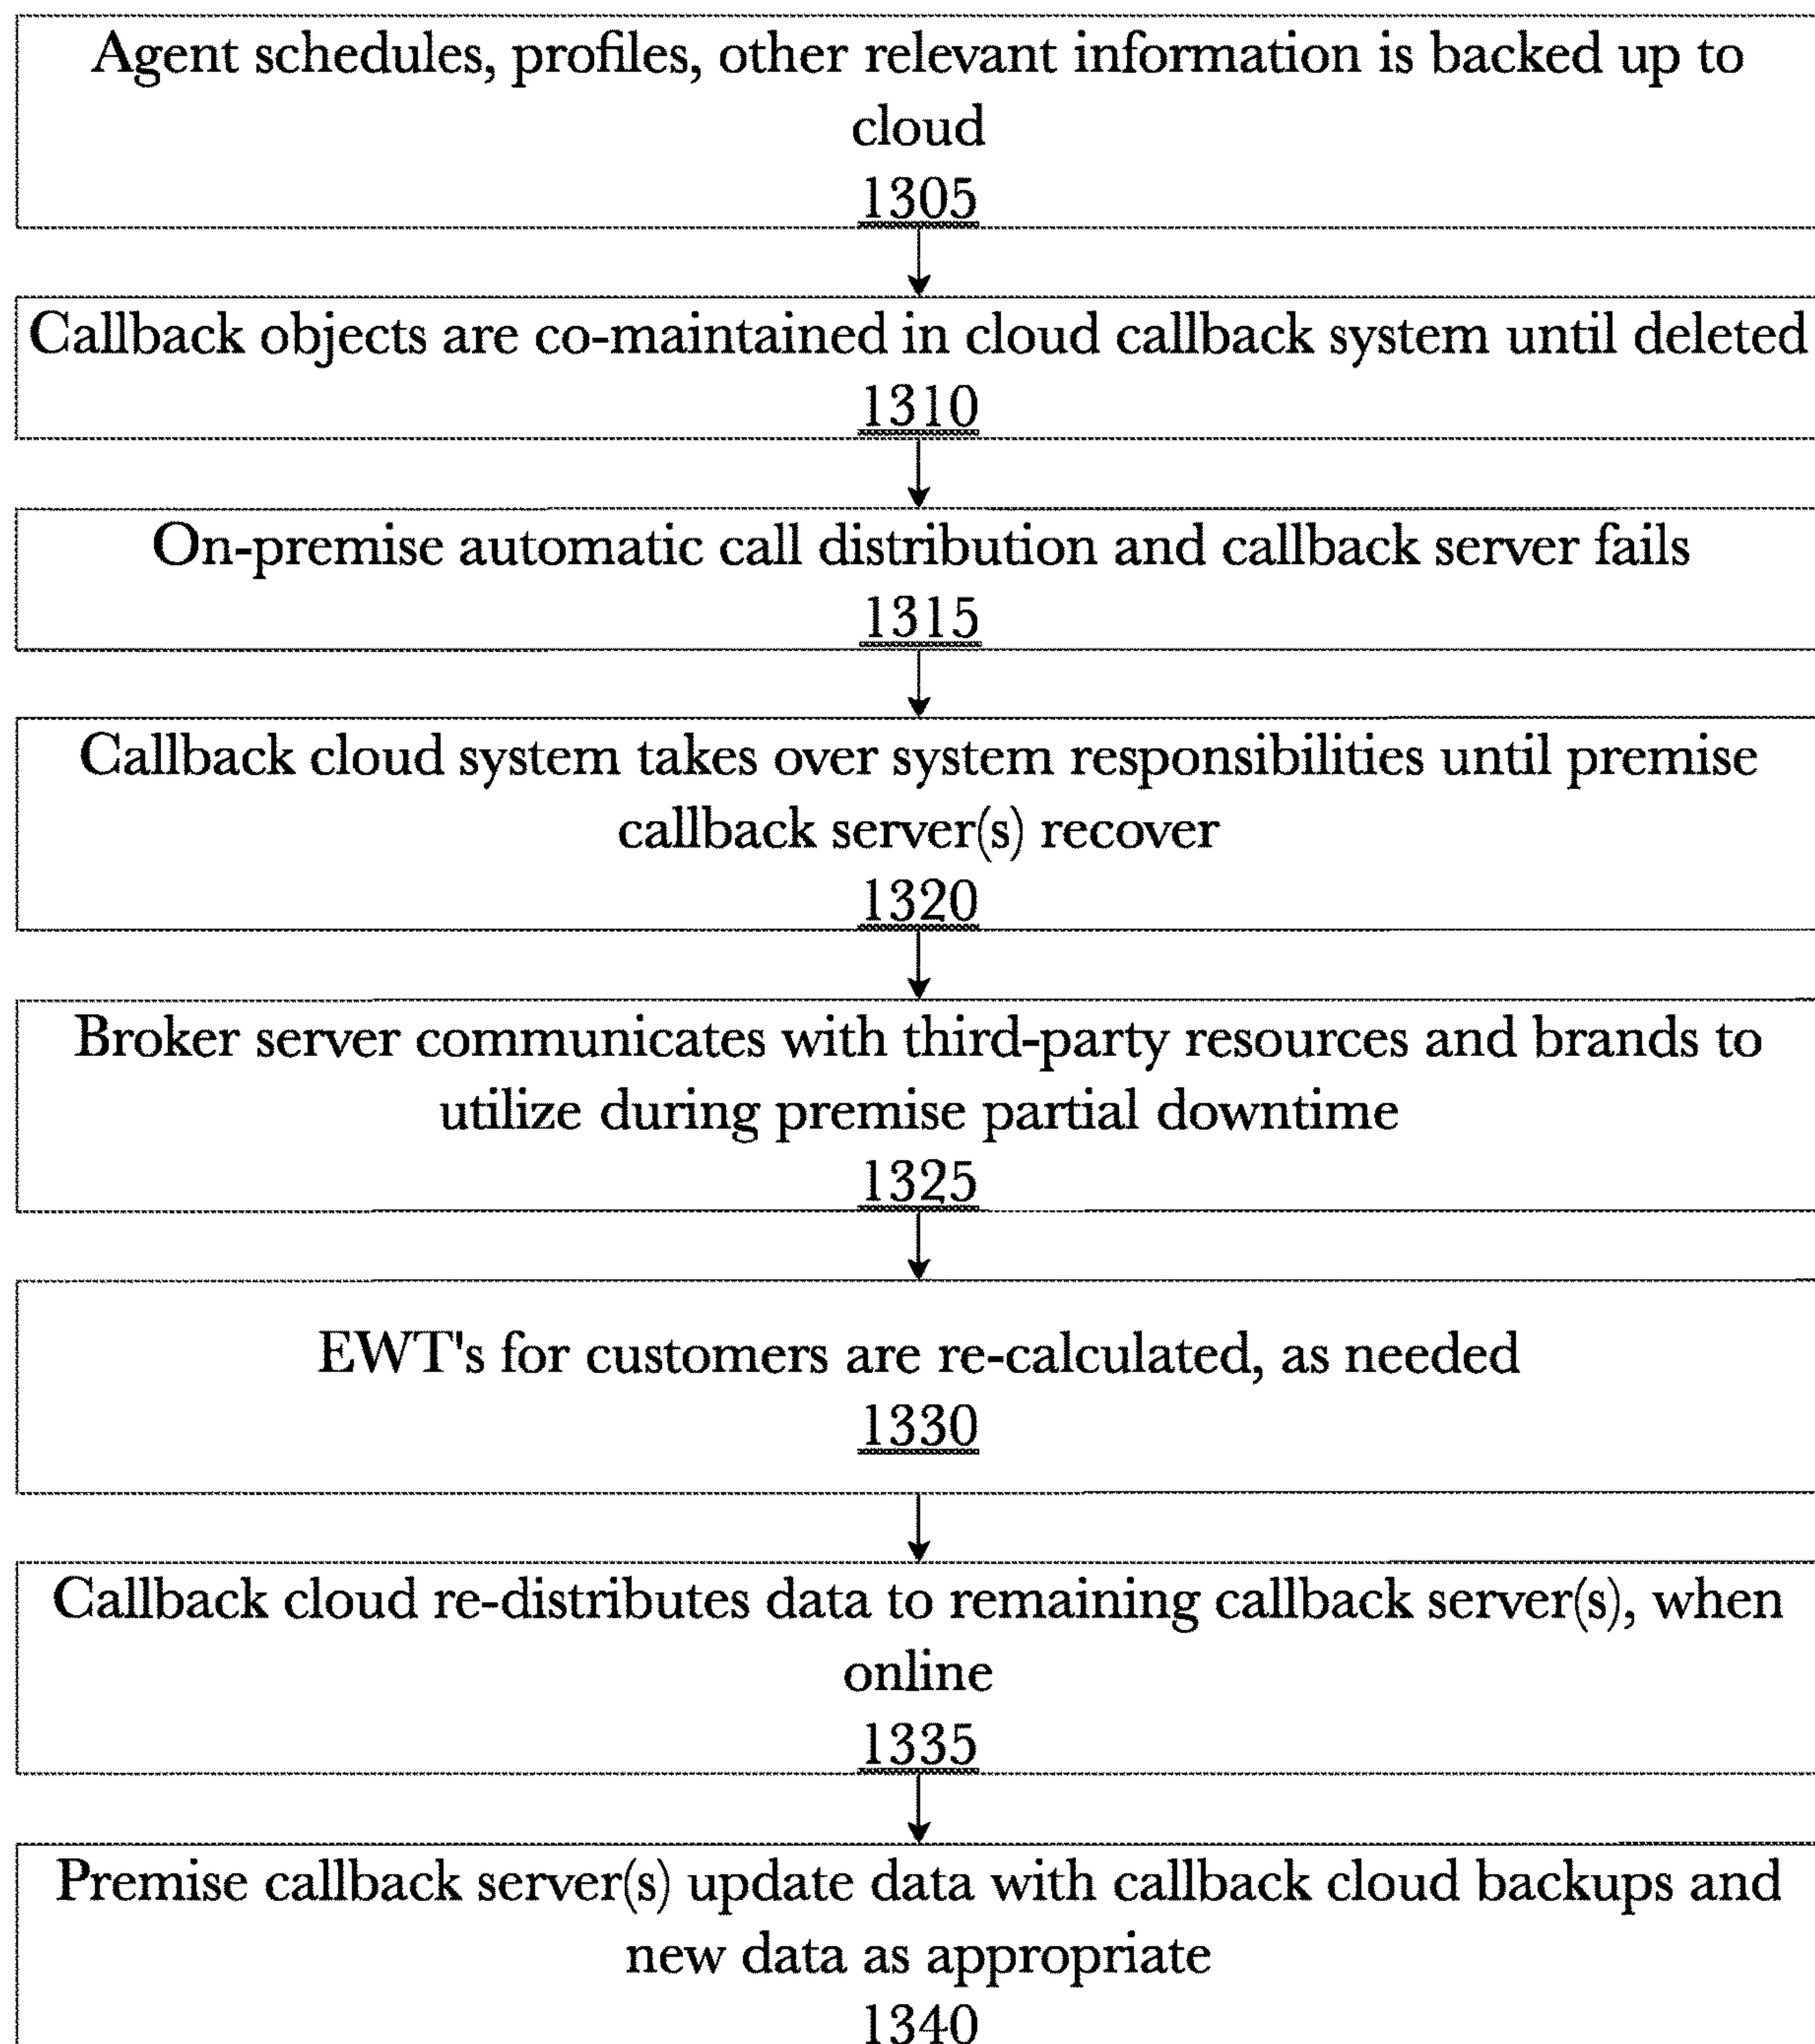 Agent schedules, profiles, other relevant information is backed up to
cloud
1305
Callback objects are co-maintained in cloud callback system until deleted
1310
On-premise automatic call distribution and callback server fails
1315
Callback cloud system takes over system responsibilities until premise
callback server(s) recover
1320
Broker server communicates with third-party resources and brands to
utilize during premise partial downtime
1325
EWT's for customers are re-calculated, as needed
1330
Callback cloud re-distributes data to remaining callback server(s), when
online
1335
Premise callback server(s) update data with callback cloud backups and
new data as appropriate
1340